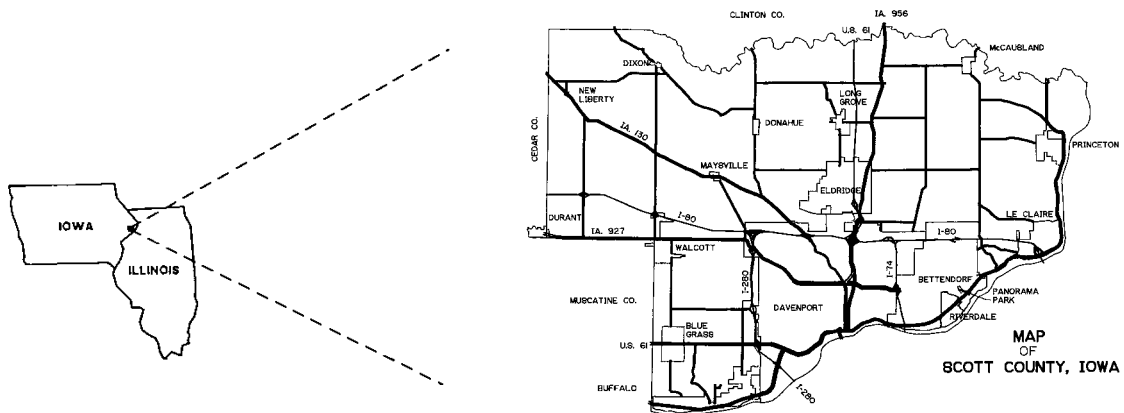 IOWA
ILLINOIS
CLINTON CO.
IA. 956
U.S. 61
McCAUSLAND
DIXON
NEW
LIBERTY
LONG
GROVE
DONAHUE
IA. 130
CEDAR CO.
PRINCETON
MAYSVILLE
ELDRIDGE
DURANT
I-80
LE CLAIRE
IA. 927
I-80
WALCOTT
I-280
I-74
BETTENDORF
PANORAMA
PARK
MUSCATINE CO.
DAVENPORT
RIVERDALE
BLUE
GRASS
U.S. 61
BUFFALO
I-280
MAP
OF
SCOTT COUNTY, IOWA